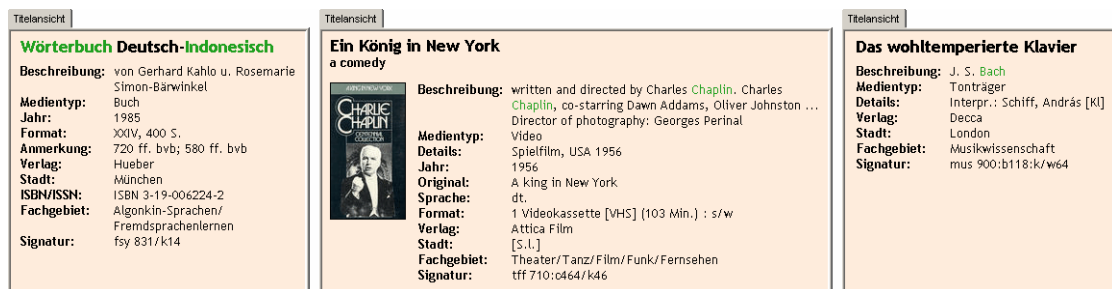 Titelansicht
Wörterbuch Deutsch-Indonesisch
Beschreibung: von Gerhard Kahlo u. Rosemarie
Simon-Bärwinkel
Medientyp: Buch
Jahr: 1985
Format: XXIV, 400 S.
Anmerkung: 720 ff. bvb; 580 ff. bvb
Verlag: Hueber
Stadt: München
ISBN/ISSN: ISBN 3-19-006224-2
Fachgebiet: Algonkin-Sprachen/
Fremdsprachenlernen
Signatur: fsy 831/k14
Titelansicht
Ein König in New York
a comedy
A KING IN NEW YORK
CHARLIE
CHAPLIN
CENTENNIAL
COLLECTION
Beschreibung: written and directed by Charles Chaplin. Charles
Chaplin, co-starring Dawn Addams, Oliver Johnston ...
Director of photography: Georges Perinal
Medientyp: Video
Details: Spielfilm, USA 1956
Jahr: 1956
Original: A king in New York
Sprache: dt.
Format: 1 Videokassette [VHS] (103 Min.) : s/w
Verlag: Attica Film
Stadt: [S.l.]
Fachgebiet: Theater/Tanz/Film/Funk/Fernsehen
Signatur: tff 710:c464/k46
Titelansicht
Das wohltemperierte Klavier
Beschreibung: J. S. Bach
Medientyp: Tonträger
Details: Interpr.: Schiff, András [Kl]
Verlag: Decca
Stadt: London
Fachgebiet: Musikwissenschaft
Signatur: mus 900:b118:k/w64